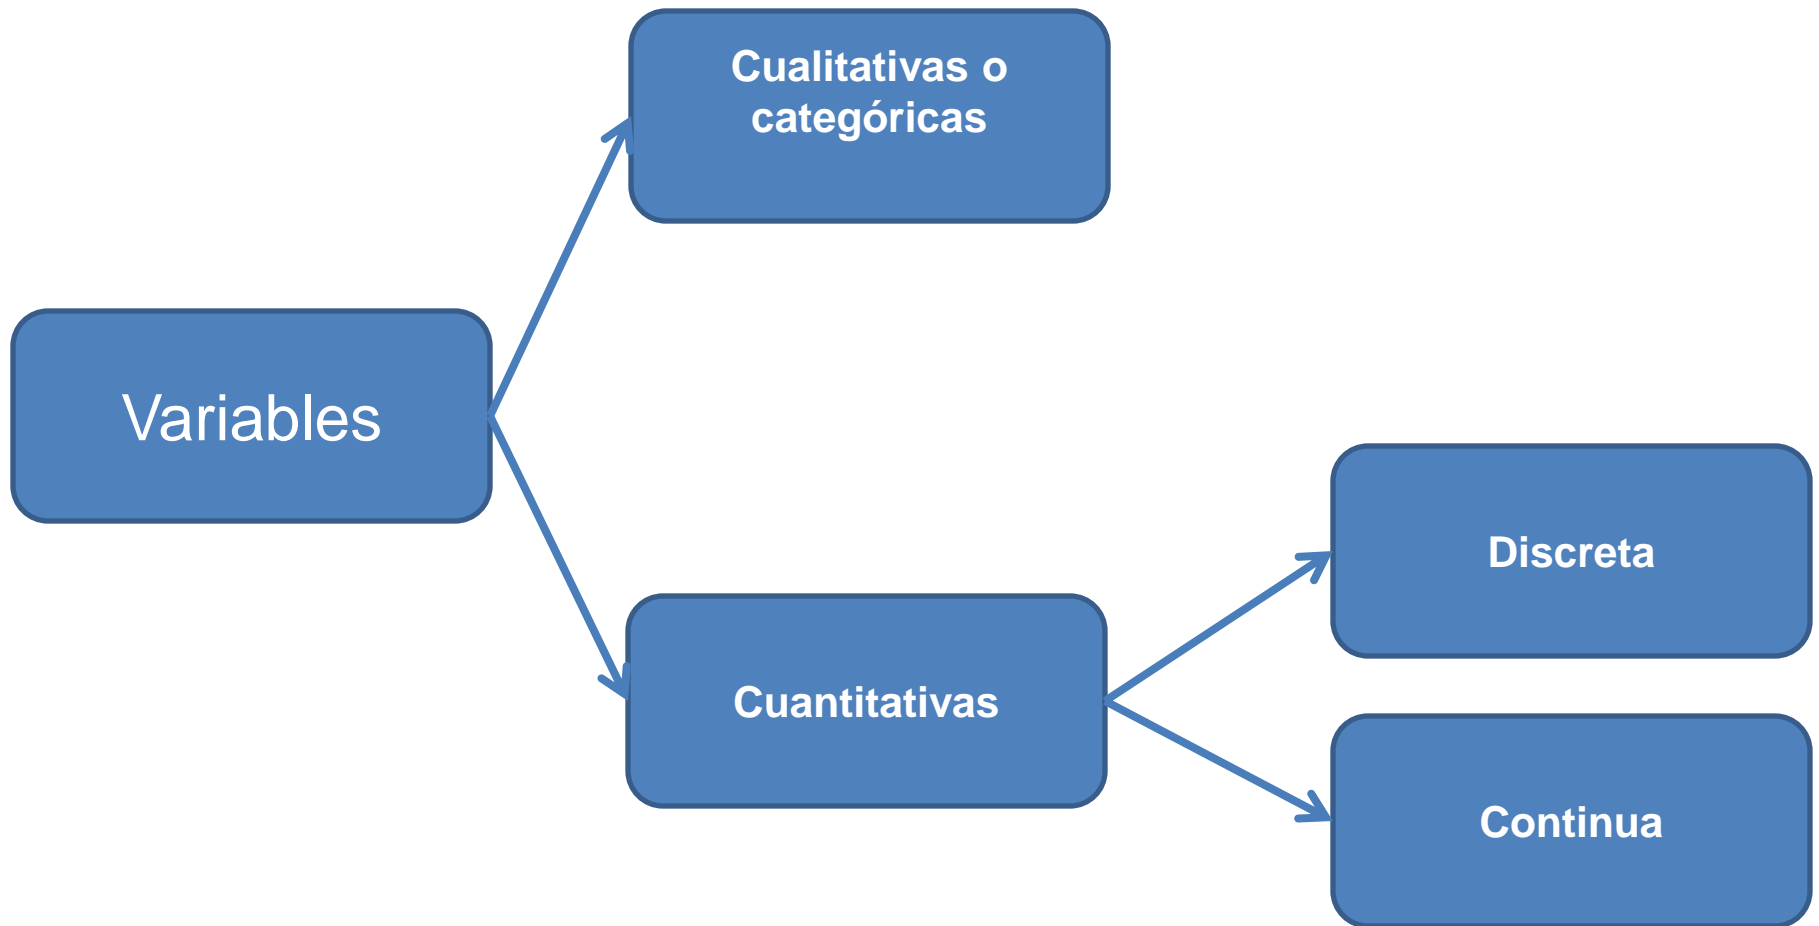 Cualitativas o
categóricas
Variables
Discreta
Cuantitativas
Continua